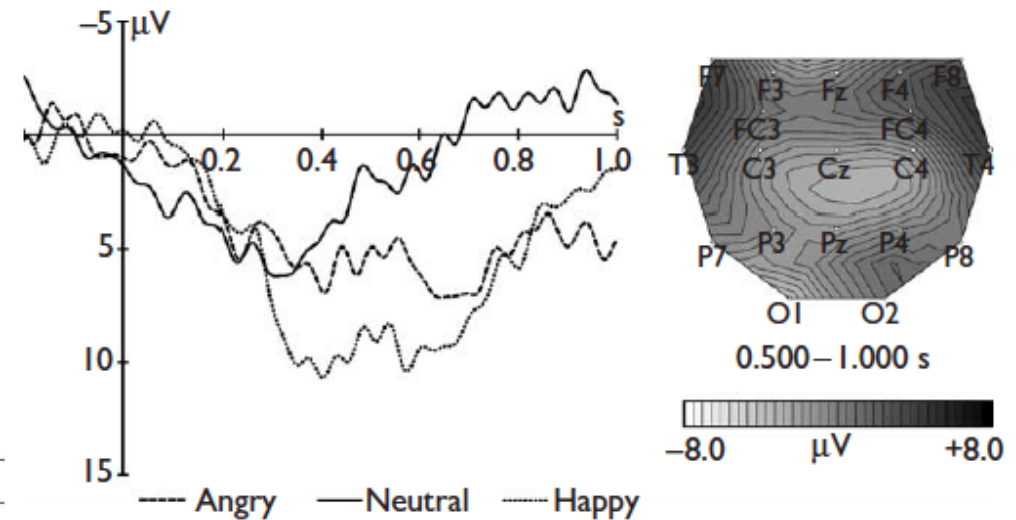 –5 μV
s
0.2 0.4 0.6 0.8 1.0
5
10
15
Angry Neutral Happy
F7 F3 Fz F4 F8
FC3 FC4
T3 C3 Cz C4 T4
P7 P3 Pz P4 P8
O1 O2
0.500–1.000 s
–8.0 μV +8.0